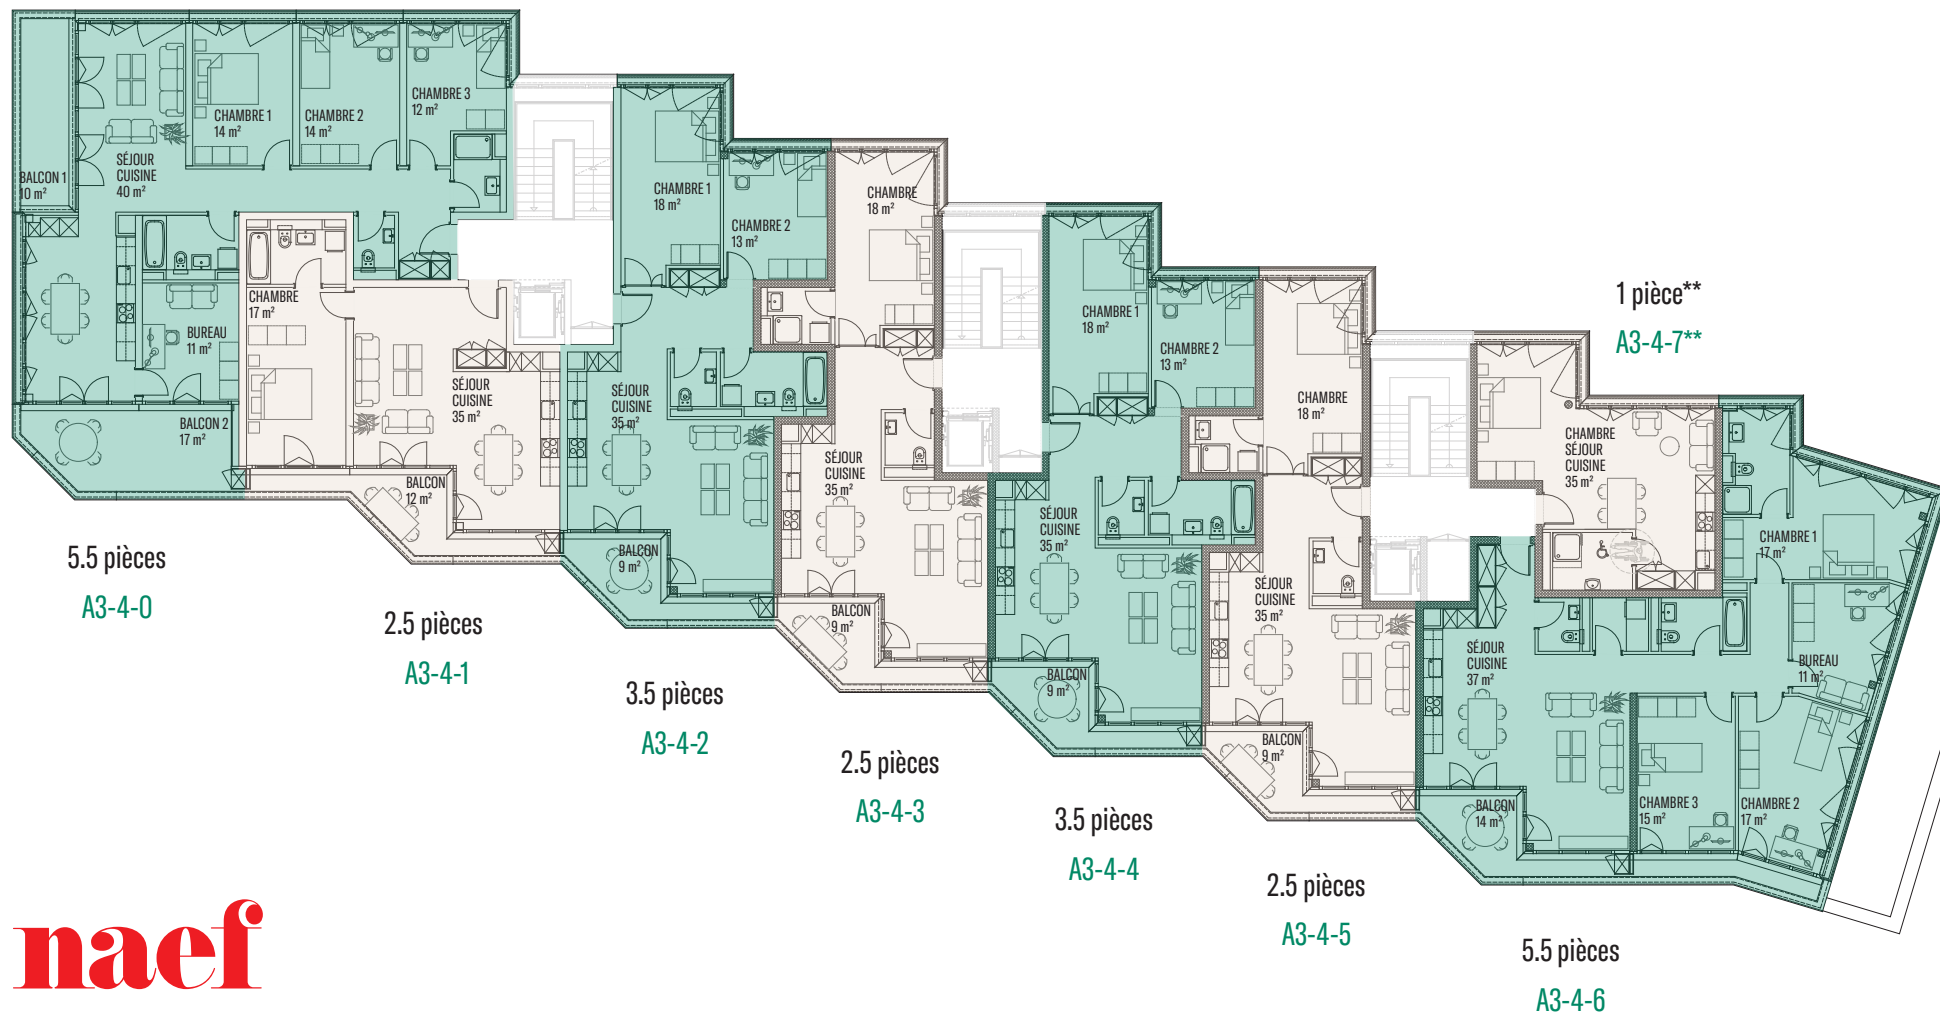 BALCON 1
10 m²
SÉJOUR
CUISINE
40 m²
CHAMBRE 1
14 m²
CHAMBRE 2
14 m²
CHAMBRE 3
12 m²
BUREAU
11 m²
BALCON 2
17 m²
5.5 pièces
A3-4-0
CHAMBRE
17 m²
SÉJOUR
CUISINE
35 m²
BALCON
12 m²
2.5 pièces
A3-4-1
CHAMBRE 1
18 m²
CHAMBRE 2
13 m²
SÉJOUR
CUISINE
35 m²
BALCON
9 m²
3.5 pièces
A3-4-2
CHAMBRE
18 m²
SÉJOUR
CUISINE
35 m²
BALCON
9 m²
2.5 pièces
A3-4-3
CHAMBRE 1
18 m²
CHAMBRE 2
13 m²
SÉJOUR
CUISINE
35 m²
BALCON
9 m²
3.5 pièces
A3-4-4
CHAMBRE
18 m²
SÉJOUR
CUISINE
35 m²
BALCON
9 m²
2.5 pièces
A3-4-5
1 pièce**
A3-4-7**
CHAMBRE
SÉJOUR
CUISINE
35 m²
CHAMBRE 1
17 m²
BUREAU
11 m²
SÉJOUR
CUISINE
37 m²
CHAMBRE 3
15 m²
CHAMBRE 2
17 m²
BALCON
14 m²
5.5 pièces
A3-4-6
naef